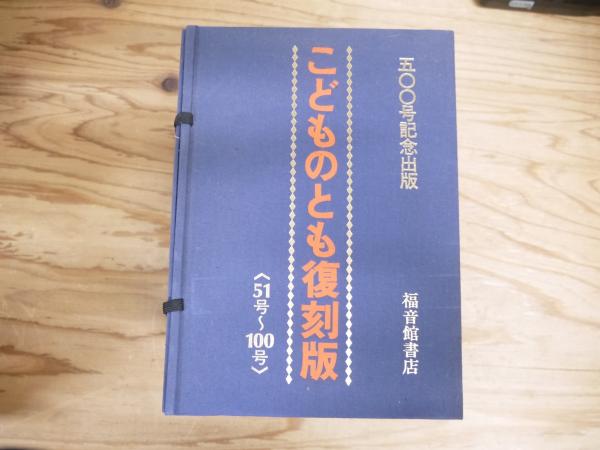 五〇〇号記念出版
こどものとも復刻版
〈51号～100号〉
福音館書店